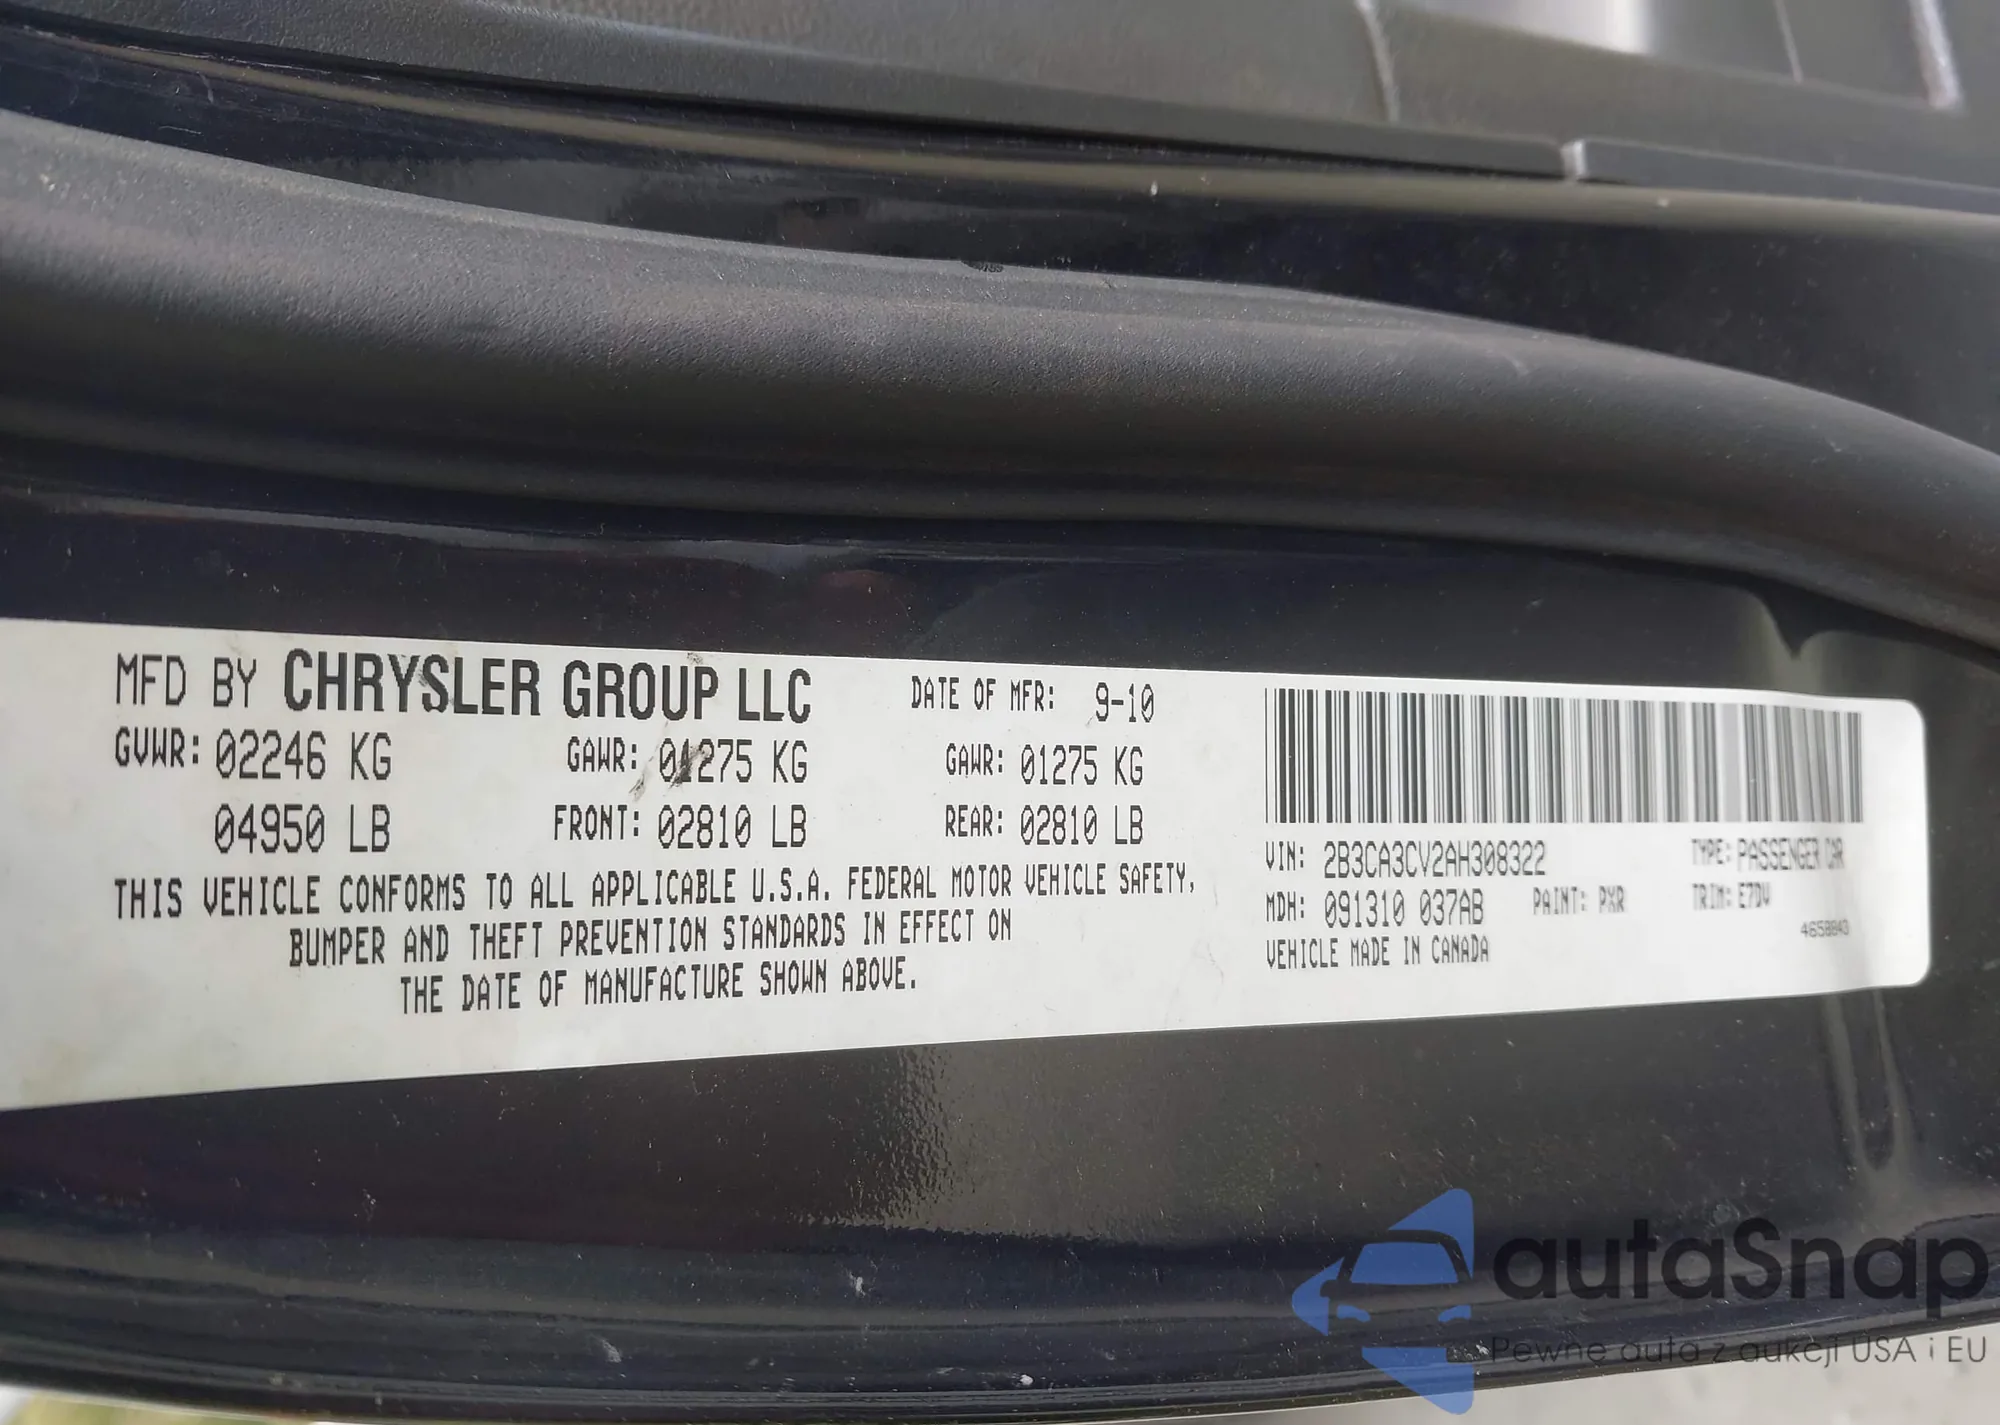 MFD BY CHRYSLER GROUP LLC DATE OF MFR: 9-10
GVWR: 02246 KG GAWR: 01275 KG GAWR: 01275 KG
04950 LB FRONT: 02810 LB REAR: 02810 LB
THIS VEHICLE CONFORMS TO ALL APPLICABLE U.S.A. FEDERAL MOTOR VEHICLE SAFETY,
BUMPER AND THEFT PREVENTION STANDARDS IN EFFECT ON
THE DATE OF MANUFACTURE SHOWN ABOVE.
VIN: 2B3CA3CV2AH308322 TYPE: PASSENGER CAR
MDH: 091310 037AB PAINT: PXR TRIM: E7DV
VEHICLE MADE IN CANADA
autaSnap
Pewne auta z aukcji USA i EU